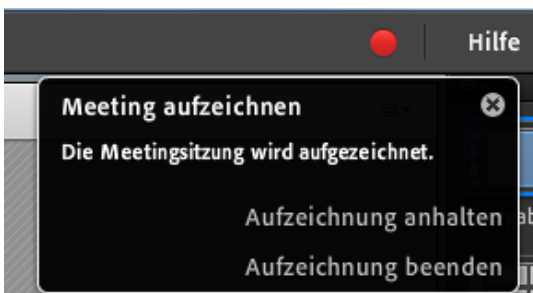 Hilfe
Meeting aufzeichnen
Die Meetingsitzung wird aufgezeichnet.
Aufzeichnung anhalten
Aufzeichnung beenden